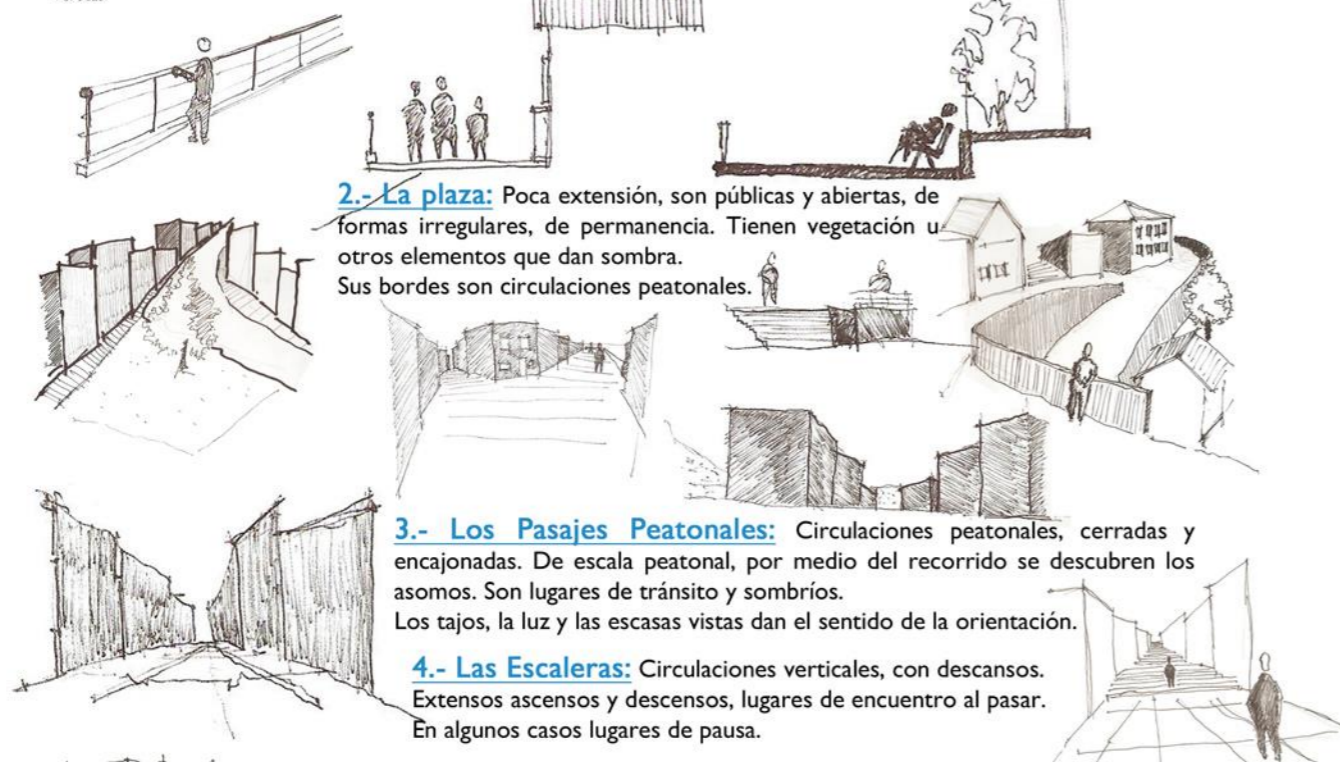 2.- La plaza: Poca extensión, son públicas y abiertas, de
formas irregulares, de permanencia. Tienen vegetación u
otros elementos que dan sombra.
Sus bordes son circulaciones peatonales.
3.- Los Pasajes Peatonales: Circulaciones peatonales, cerradas y
encajonadas. De escala peatonal, por medio del recorrido se descubren los
asomos. Son lugares de tránsito y sombríos.
Los tajos, la luz y las escasas vistas dan el sentido de la orientación.
4.- Las Escaleras: Circulaciones verticales, con descansos.
Extensos ascensos y descensos, lugares de encuentro al pasar.
En algunos casos lugares de pausa.